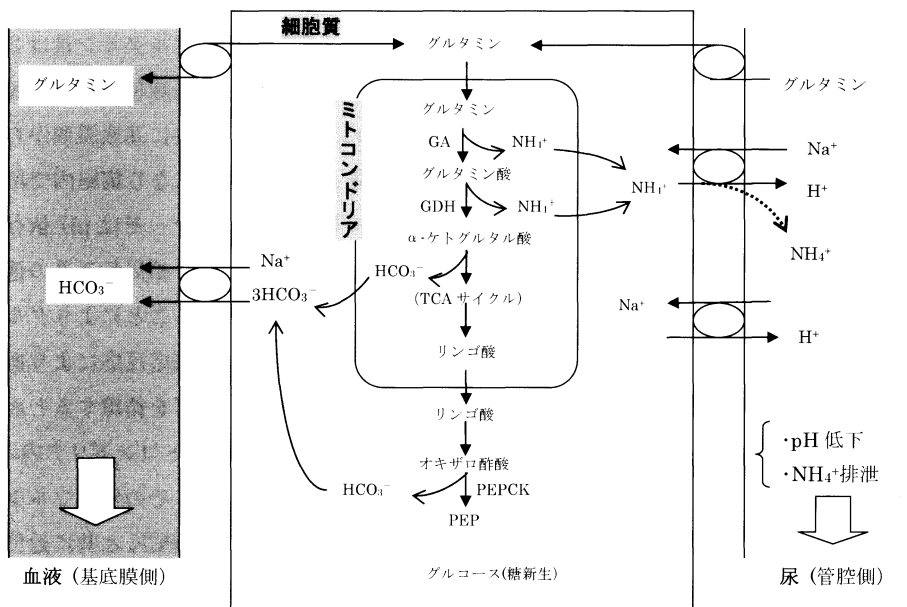 細胞質
グルタミン
グルタミン
グルタミン
ミトコンドリア
グルタミン
GA
NH₄⁺
グルタミン酸
GDH
NH₄⁺
NH₄⁺
α-ケトグルタル酸
HCO₃⁻
(TCAサイクル)
リンゴ酸
リンゴ酸
オキザロ酢酸
HCO₃⁻
PEPCK
PEP
グルコース(糖新生)
Na⁺
3HCO₃⁻
HCO₃⁻
Na⁺
H⁺
NH₄⁺
Na⁺
H⁺
・pH 低下
・NH₄⁺排泄
血液 (基底膜側)
尿 (管腔側)